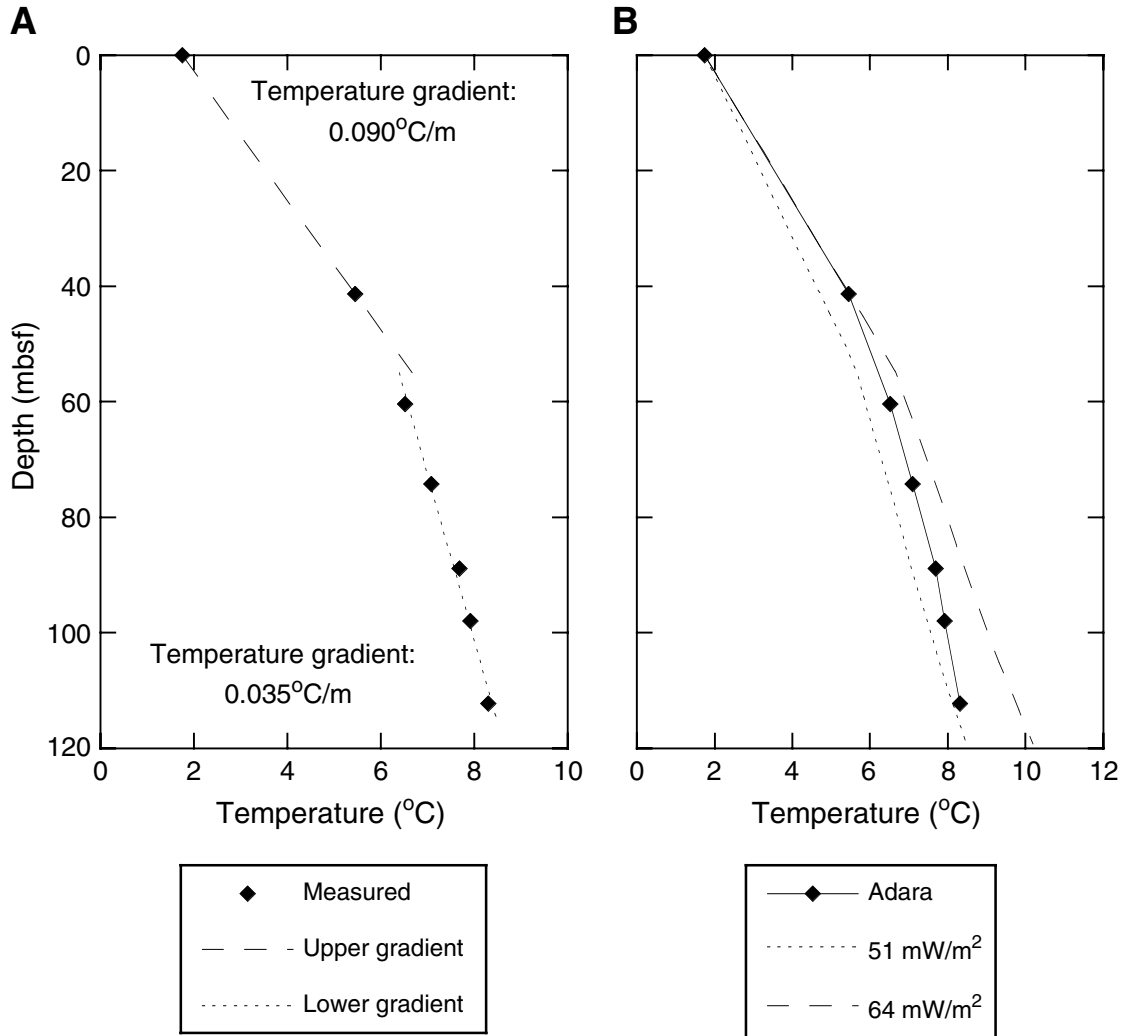 A
B
0
20
40
60
80
100
120
Depth (mbsf)
Temperature gradient:
0.090°C/m
Temperature gradient:
0.035°C/m
0 2 4 6 8 10
Temperature (°C)
0 2 4 6 8 10 12
Temperature (°C)
Measured
Upper gradient
Lower gradient
Adara
51 mW/m²
64 mW/m²